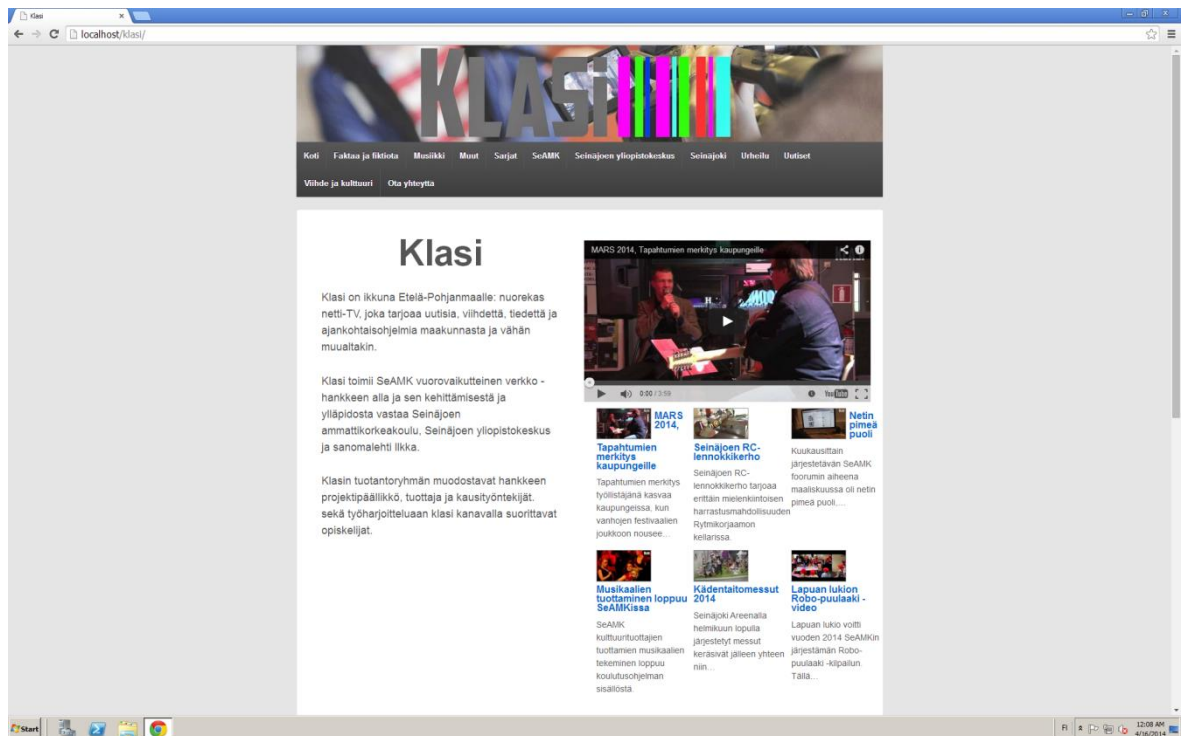 Klasi
localhost/klasi/
KLASi
Koti Faktaa ja fiktiota Musiikki Muut Sarjat SeAMK Seinäjoen yliopistokeskus Seinäjoki Urheilu Uutiset
Viihde ja kulttuuri Ota yhteyttä
Klasi
Klasi on ikkuna Etelä-Pohjanmaalle: nuorekas
netti-TV, joka tarjoaa uutisia, viihdettä, tiedettä ja
ajankohtaisohjelmia maakunnasta ja vähän
muualtakin.
Klasi toimii SeAMK vuorovaikutteinen verkko -
hankkeen alla ja sen kehittämisestä ja
ylläpidosta vastaa Seinäjoen
ammattikorkeakoulu, Seinäjoen yliopistokeskus
ja sanomalehti Ilkka.
Klasin tuotantoryhmän muodostavat hankkeen
projektipäällikkö, tuottaja ja kausityöntekijät.
sekä työharjoitteluaan klasi kanavalla suorittavat
opiskelijat.
MARS 2014, Tapahtumien merkitys kaupungeille
0:00 / 3:59
YouTube
MARS
2014,
Tapahtumien
merkitys
kaupungeille
Tapahtumien merkitys
työllistäjänä kasvaa
kaupungeissa, kun
vanhojen festivaalien
joukkoon nousee...
Seinäjoen RC-
lennokkikerho
Seinäjoen RC-
lennokkikerho tarjoaa
erittäin mielenkiintoisen
harrastusmahdollisuuden
Rytmikorjaamon
kellarissa.
Netin
pimeä
puoli
Kuukausittain
järjestetävän SeAMK
foorumin aiheena
maaliskuussa oli netin
pimeä puoli,...
Musikaalien
tuottaminen loppuu
SeAMKissa
SeAMK
kulttuurituottajien
tuottamien musikaalien
tekeminen loppuu
koulutusohjelman
sisällöstä.
Kädentaitomessut
2014
Seinäjoki Areenalla
helmikuun lopulla
järjestetyt messut
keräsivät jälleen yhteen
niin...
Lapuan lukion
Robo-puulaaki -
video
Lapuan lukio voitti
vuoden 2014 SeAMKin
järjestämän Robo-
puulaaki -kilpailun.
Tällä...
Start
FI
12:08 AM
4/16/2014